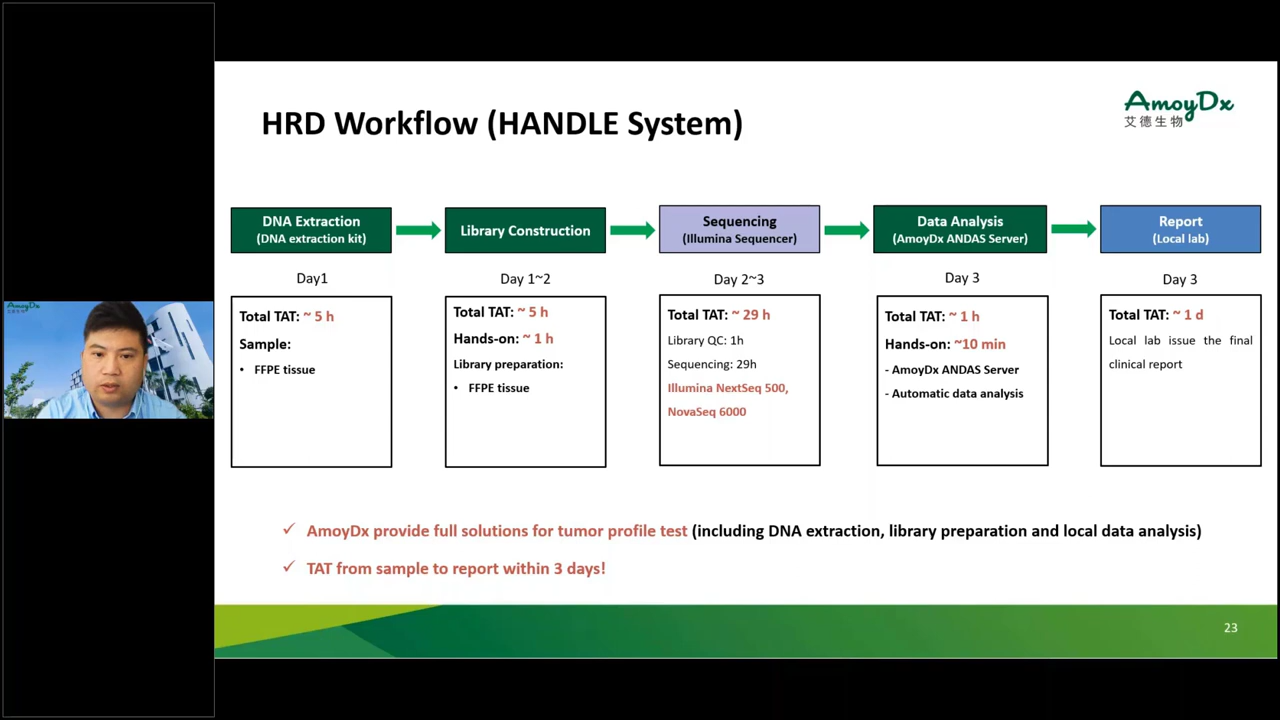 HRD Workflow (HANDLE System)
AmoyDx
艾德生物
DNA Extraction
(DNA extraction kit)
Library Construction
Sequencing
(Illumina Sequencer)
Data Analysis
(AmoyDx ANDAS Server)
Report
(Local lab)
Day1
Day 1~2
Day 2~3
Day 3
Day 3
Total TAT: ~ 5 h
Sample:
• FFPE tissue
Total TAT: ~ 5 h
Hands-on: ~ 1 h
Library preparation:
• FFPE tissue
Total TAT: ~ 29 h
Library QC: 1h
Sequencing: 29h
Illumina NextSeq 500,
NovaSeq 6000
Total TAT: ~ 1 h
Hands-on: ~10 min
- AmoyDx ANDAS Server
- Automatic data analysis
Total TAT: ~ 1 d
Local lab issue the final
clinical report
AmoyDx
✓ AmoyDx provide full solutions for tumor profile test (including DNA extraction, library preparation and local data analysis)
✓ TAT from sample to report within 3 days!
23